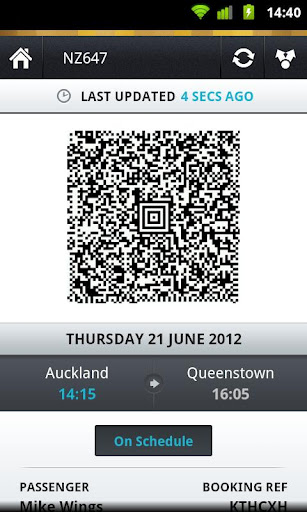 14:40
NZ647
LAST UPDATED 4 SECS AGO
THURSDAY 21 JUNE 2012
Auckland Queenstown
14:15 16:05
On Schedule
PASSENGER BOOKING REF
Mike Wings KTHCXH